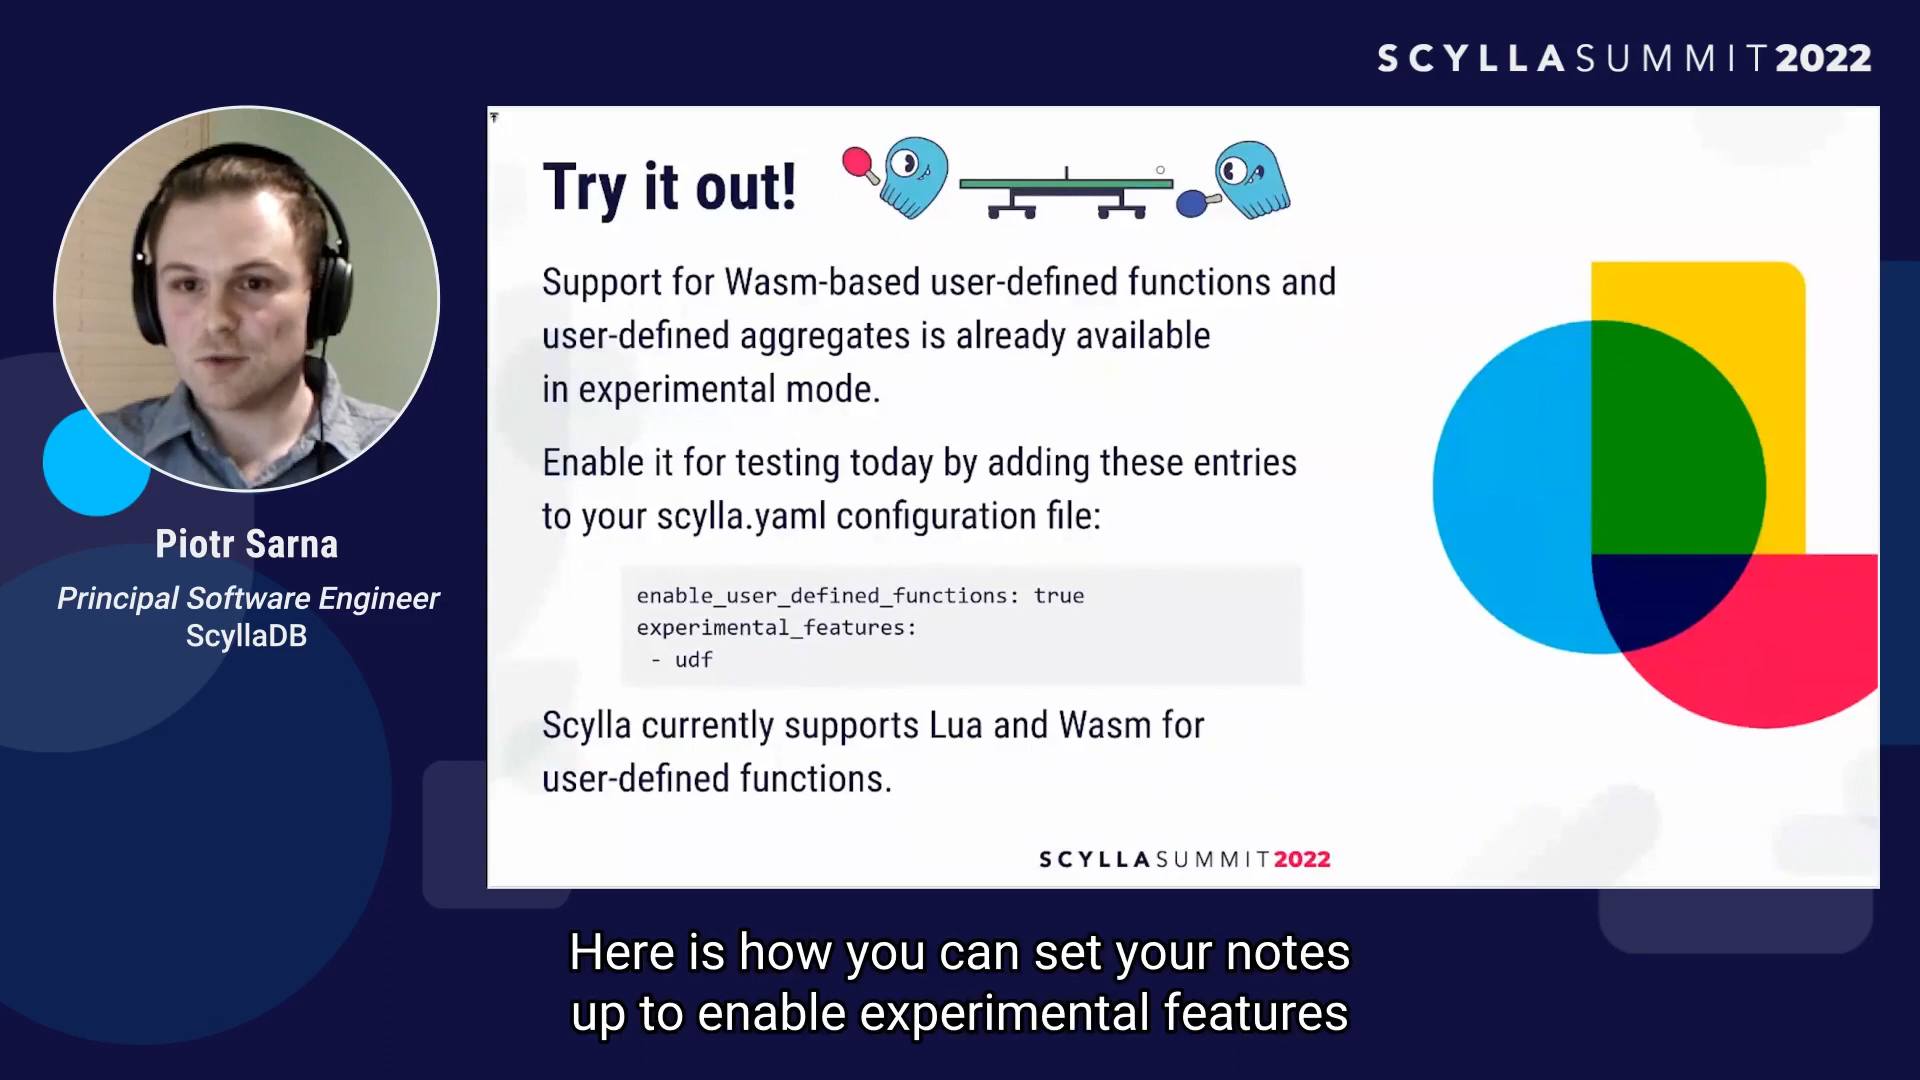 SCYLLASUMMIT2022
Try it out!
Support for Wasm-based user-defined functions and
user-defined aggregates is already available
in experimental mode.
Enable it for testing today by adding these entries
to your scylla.yaml configuration file:
enable_user_defined_functions: true
experimental_features:
- udf
Scylla currently supports Lua and Wasm for
user-defined functions.
SCYLLASUMMIT2022
Piotr Sarna
Principal Software Engineer
ScyllaDB
Here is how you can set your notes
up to enable experimental features